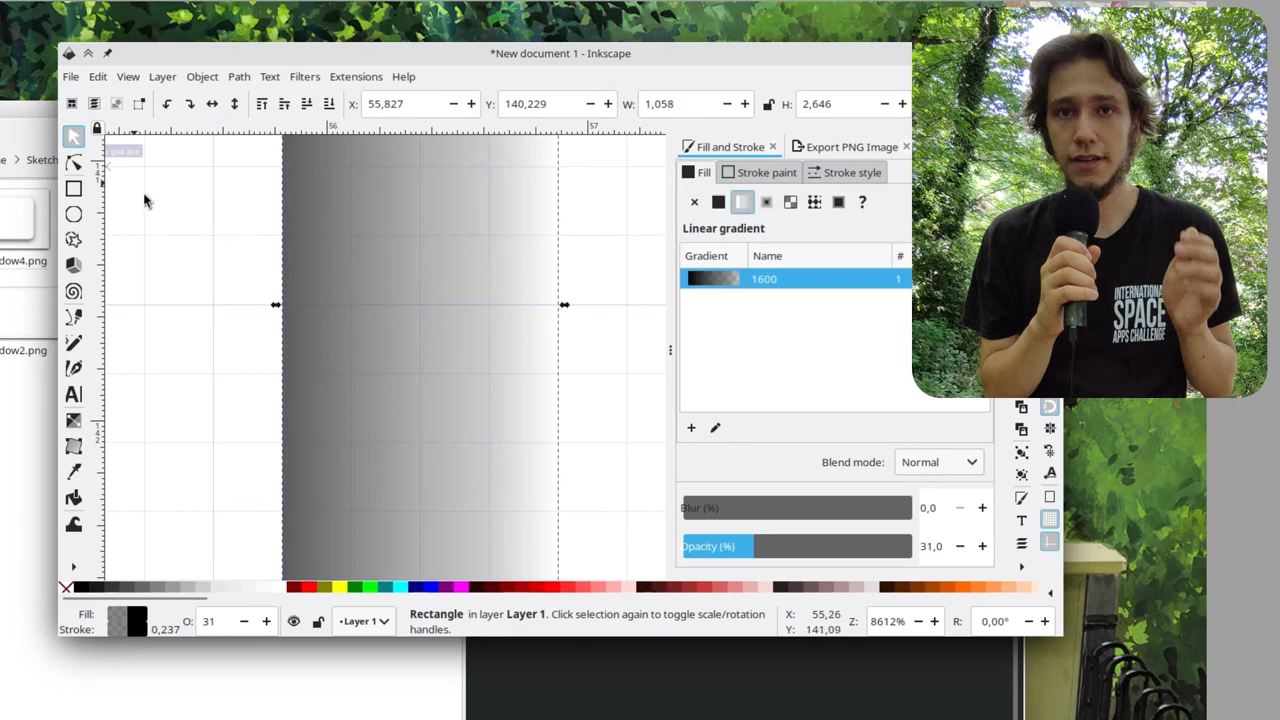 *New document 1 - Inkscape
File Edit View Layer Object Path Text Filters Extensions Help
X: 55,827 Y: 140,229 W: 1,058 H: 2,646
56 57
Sketch
Fill and Stroke Export PNG Image
Fill Stroke paint Stroke style
?
Linear gradient
Gradient Name #
1600 1
dow4.png
dow2.png
INTERNATIONAL
SPACE
APPS CHALLENGE
Blend mode: Normal
Blur (%) 0,0
Opacity (%) 31,0
Fill:
Stroke: 0,237
O: 31
Layer 1
Rectangle in layer Layer 1. Click selection again to toggle scale/rotation
handles.
X: 55,26
Y: 141,09
Z: 8612%
R: 0,00°